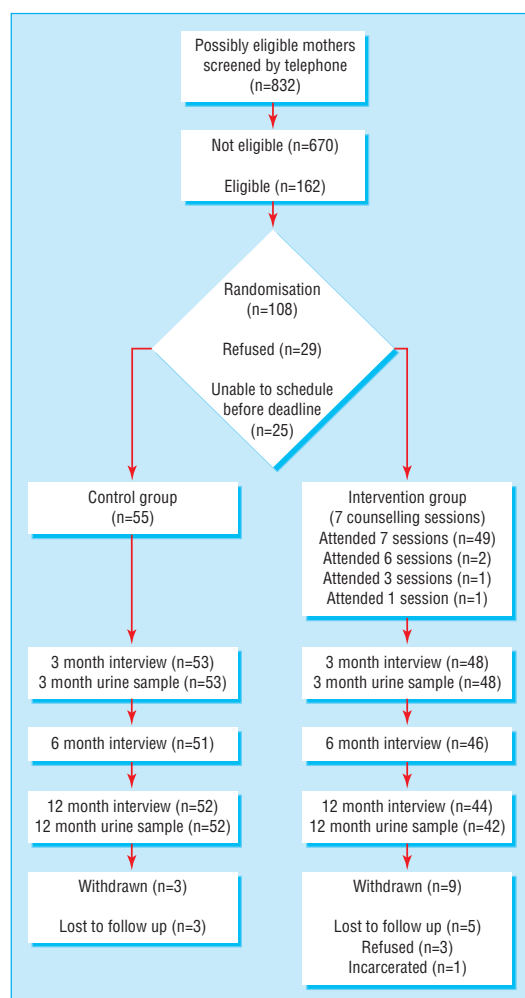 Possibly eligible mothers
screened by telephone
(n=832)
Not eligible (n=670)
Eligible (n=162)
Randomisation
(n=108)
Refused (n=29)
Unable to schedule
before deadline
(n=25)
Control group
(n=55)
Intervention group
(7 counselling sessions)
Attended 7 sessions (n=49)
Attended 6 sessions (n=2)
Attended 3 sessions (n=1)
Attended 1 session (n=1)
3 month interview (n=53)
3 month urine sample (n=53)
3 month interview (n=48)
3 month urine sample (n=48)
6 month interview (n=51)
6 month interview (n=46)
12 month interview (n=52)
12 month urine sample (n=52)
12 month interview (n=44)
12 month urine sample (n=42)
Withdrawn (n=3)
Lost to follow up (n=3)
Withdrawn (n=9)
Lost to follow up (n=5)
Refused (n=3)
Incarcerated (n=1)